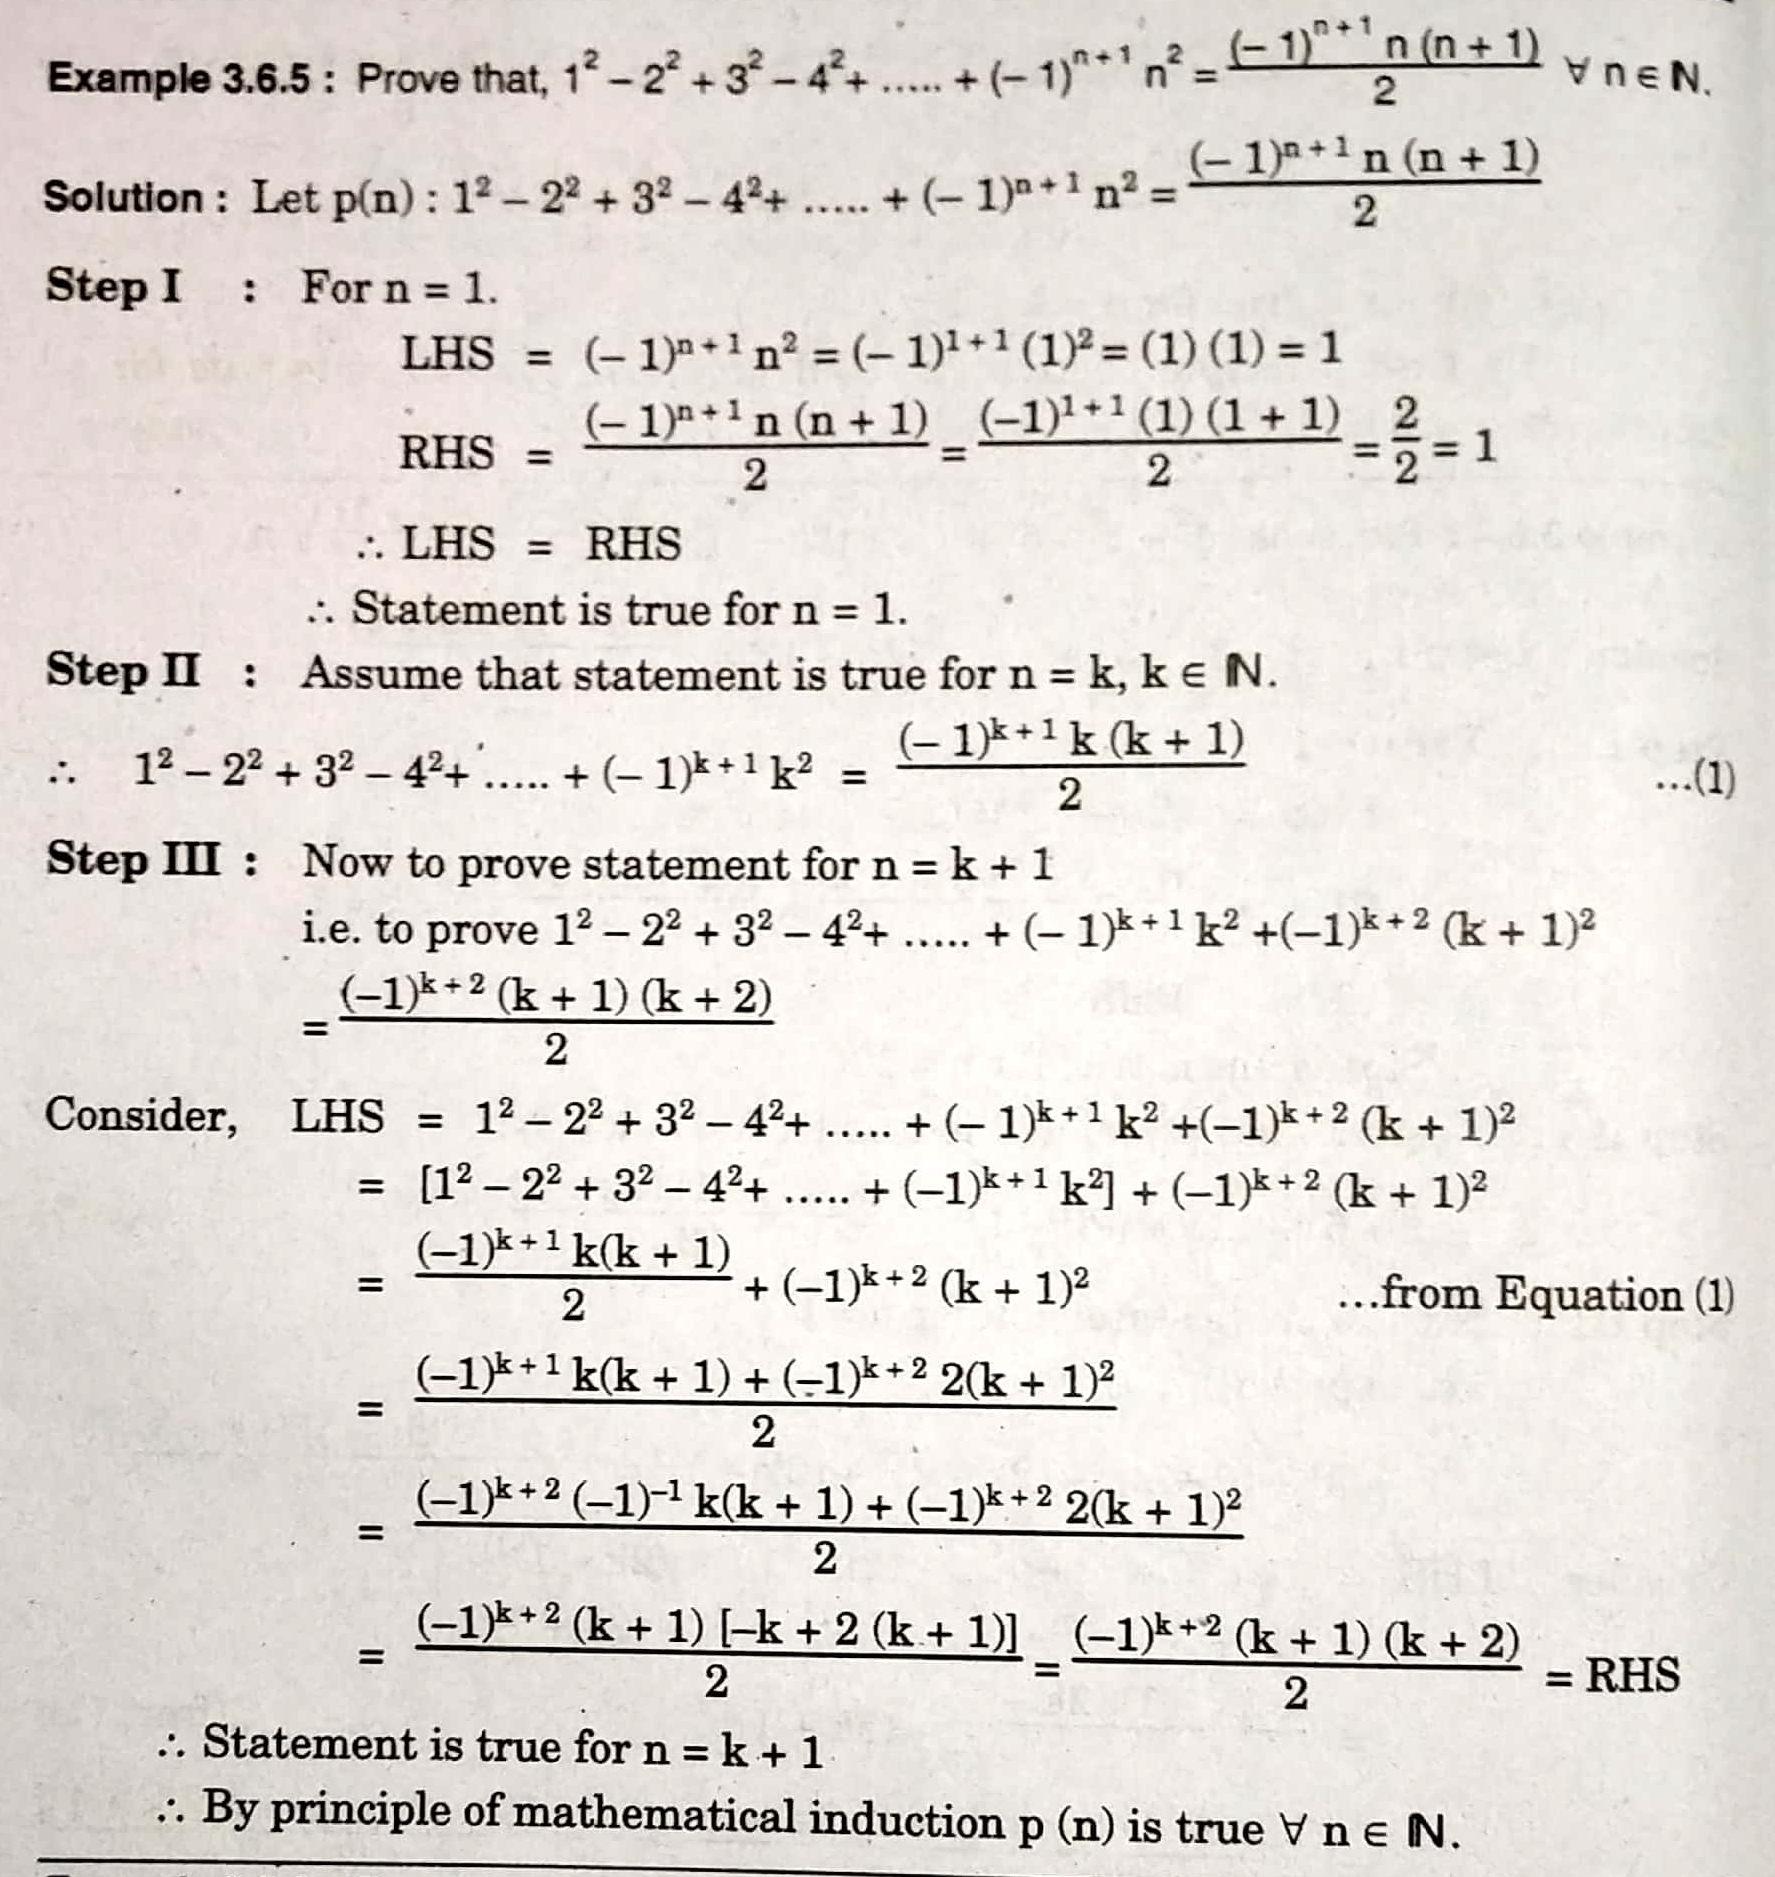 Example 3.6.5 : Prove that, 1² – 2² + 3² – 4²+ ..... + (– 1)ⁿ⁺¹ n² = (– 1)ⁿ⁺¹ n (n + 1) / 2 ∀ n ∈ N.
Solution : Let p(n) : 1² – 2² + 3² – 4²+ ..... + (– 1)ⁿ⁺¹ n² = (– 1)ⁿ⁺¹ n (n + 1) / 2
Step I : For n = 1.
LHS = (– 1)ⁿ⁺¹ n² = (– 1)¹⁺¹ (1)² = (1) (1) = 1
RHS = (– 1)ⁿ⁺¹ n (n + 1) / 2 = (–1)¹⁺¹ (1) (1 + 1) / 2 = 2 / 2 = 1
∴ LHS = RHS
∴ Statement is true for n = 1.
Step II : Assume that statement is true for n = k, k ∈ N.
∴ 1² – 2² + 3² – 4²+ ..... + (– 1)ᵏ⁺¹ k² = (– 1)ᵏ⁺¹ k (k + 1) / 2 ...(1)
Step III : Now to prove statement for n = k + 1
i.e. to prove 1² – 2² + 3² – 4²+ ..... + (– 1)ᵏ⁺¹ k² +(–1)ᵏ⁺² (k + 1)²
= (–1)ᵏ⁺² (k + 1) (k + 2) / 2
Consider, LHS = 1² – 2² + 3² – 4²+ ..... + (– 1)ᵏ⁺¹ k² +(–1)ᵏ⁺² (k + 1)²
= [1² – 2² + 3² – 4²+ ..... + (–1)ᵏ⁺¹ k²] + (–1)ᵏ⁺² (k + 1)²
= (–1)ᵏ⁺¹ k(k + 1) / 2 + (–1)ᵏ⁺² (k + 1)² ...from Equation (1)
= (–1)ᵏ⁺¹ k(k + 1) + (–1)ᵏ⁺² 2(k + 1)² / 2
= (–1)ᵏ⁺² (–1)⁻¹ k(k + 1) + (–1)ᵏ⁺² 2(k + 1)² / 2
= (–1)ᵏ⁺² (k + 1) [–k + 2 (k + 1)] / 2 = (–1)ᵏ⁺² (k + 1) (k + 2) / 2 = RHS
∴ Statement is true for n = k + 1
∴ By principle of mathematical induction p (n) is true ∀ n ∈ N.